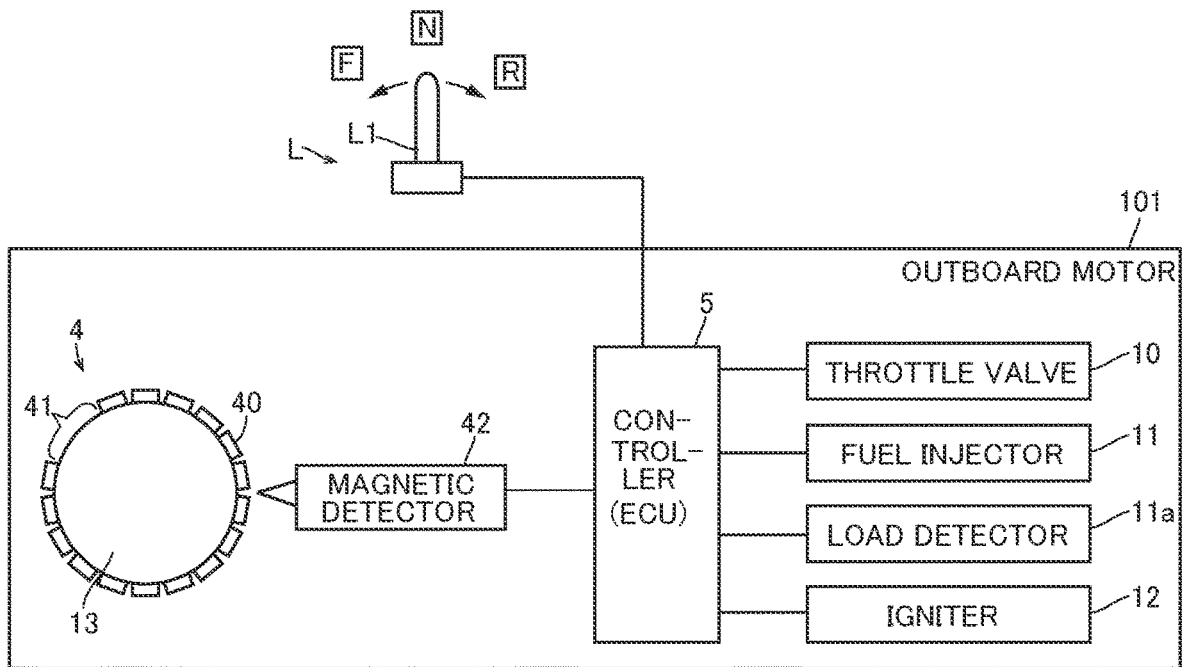 N
F
R
L1
L
101
OUTBOARD MOTOR
5
4
10
THROTTLE VALVE
41
40
42
CON-
TROL-
LER
(ECU)
11
FUEL INJECTOR
MAGNETIC
DETECTOR
11a
LOAD DETECTOR
13
12
IGNITER